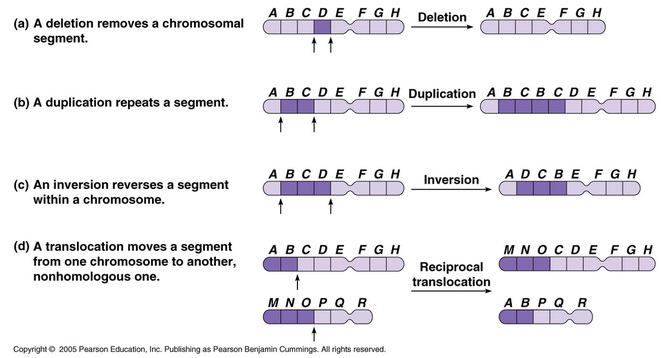 A B C D E F G H
Deletion
A B C E F G H
(a) A deletion removes a chromosomal
segment.
A B C D E F G H
Duplication
A B C B C D E F G H
(b) A duplication repeats a segment.
A B C D E F G H
Inversion
A D C B E F G H
(c) An inversion reverses a segment
within a chromosome.
(d) A translocation moves a segment
from one chromosome to another,
nonhomologous one.
A B C D E F G H
Reciprocal
translocation
M N O C D E F G H
M N O P Q R
A B P Q R
Copyright © 2005 Pearson Education, Inc. Publishing as Pearson Benjamin Cummings. All rights reserved.